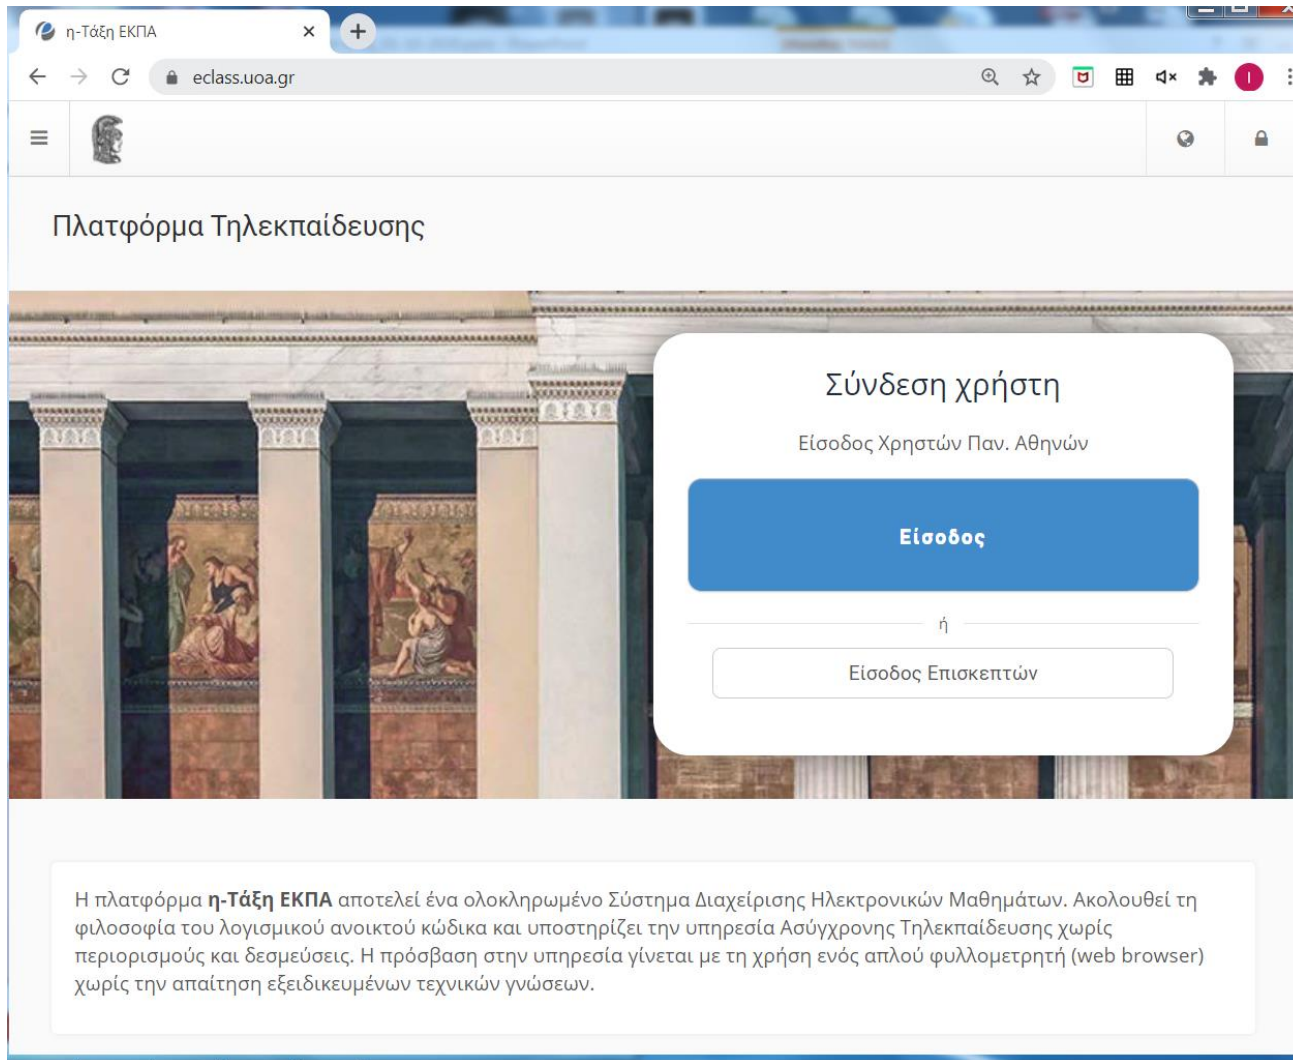 η-Τάξη ΕΚΠΑ
eclass.uoa.gr
I
Πλατφόρμα Τηλεκπαίδευσης
Σύνδεση χρήστη
Είσοδος Χρηστών Παν. Αθηνών
Είσοδος
ή
Είσοδος Επισκεπτών
Η πλατφόρμα η-Τάξη ΕΚΠΑ αποτελεί ένα ολοκληρωμένο Σύστημα Διαχείρισης Ηλεκτρονικών Μαθημάτων. Ακολουθεί τη
φιλοσοφία του λογισμικού ανοικτού κώδικα και υποστηρίζει την υπηρεσία Ασύγχρονης Τηλεκπαίδευσης χωρίς
περιορισμούς και δεσμεύσεις. Η πρόσβαση στην υπηρεσία γίνεται με τη χρήση ενός απλού φυλλομετρητή (web browser)
χωρίς την απαίτηση εξειδικευμένων τεχνικών γνώσεων.